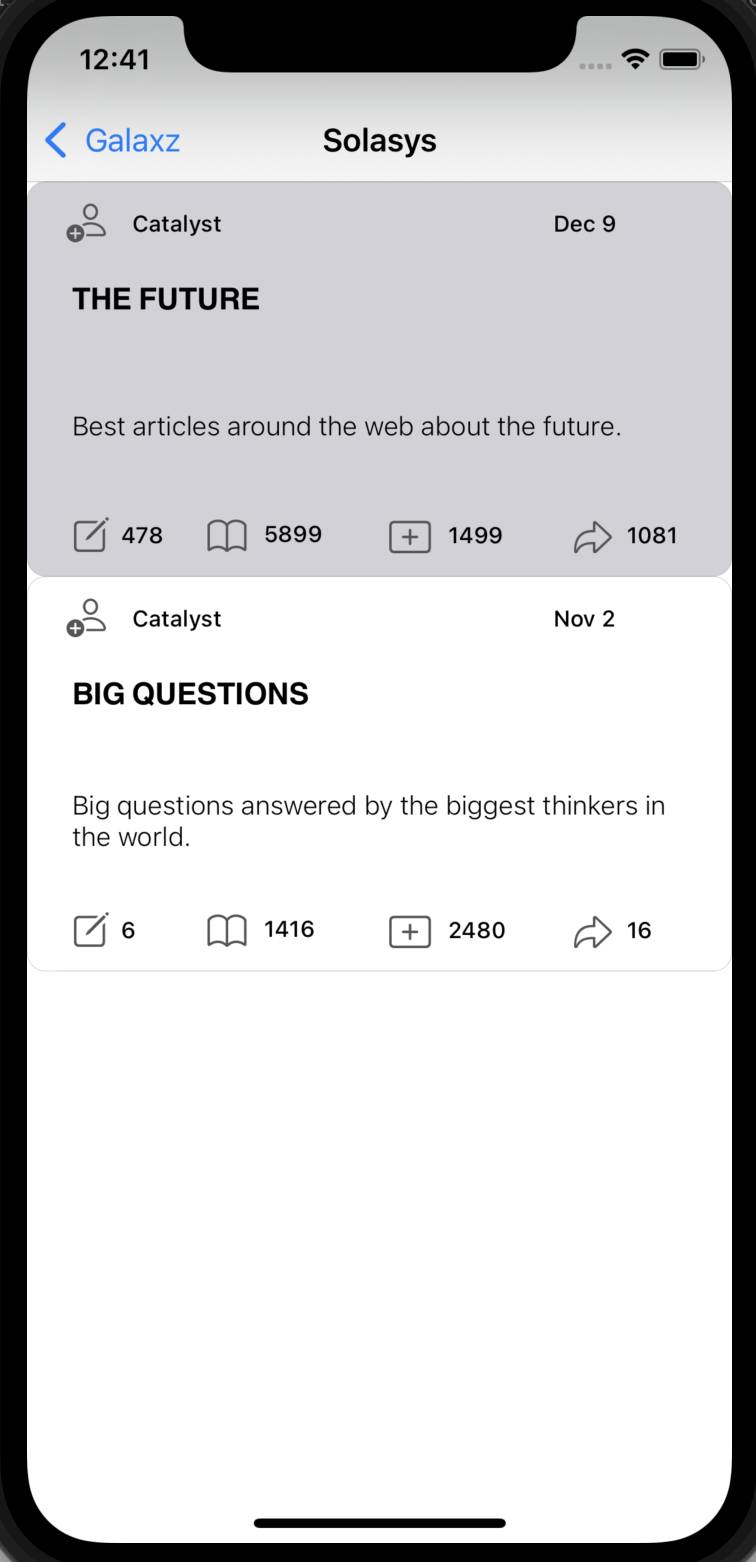 12:41
Galaxz
Solasys
Catalyst
Dec 9
THE FUTURE
Best articles around the web about the future.
478
5899
1499
1081
Catalyst
Nov 2
BIG QUESTIONS
Big questions answered by the biggest thinkers in
the world.
6
1416
2480
16